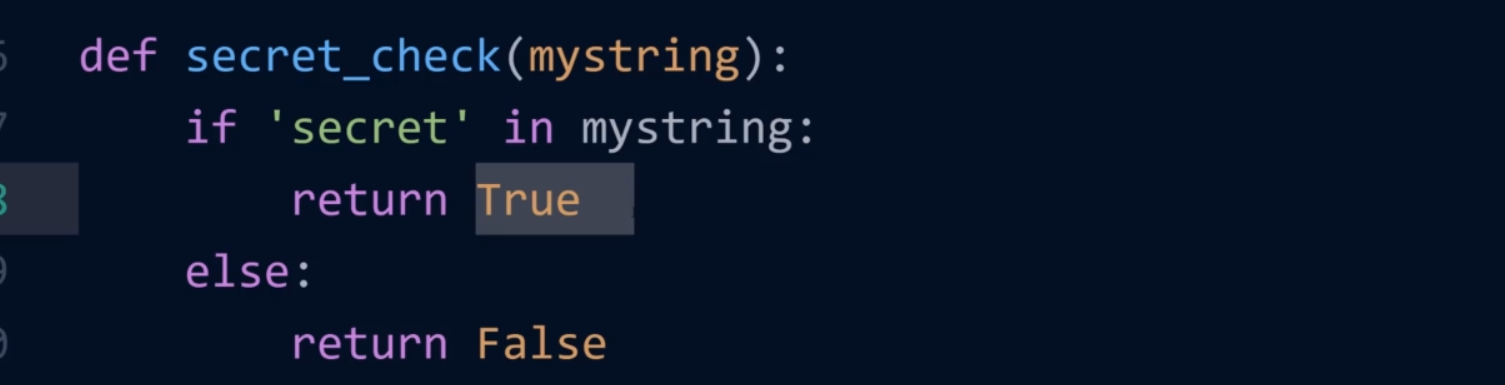 def secret_check(mystring):
    if 'secret' in mystring:
        return True
    else:
        return False